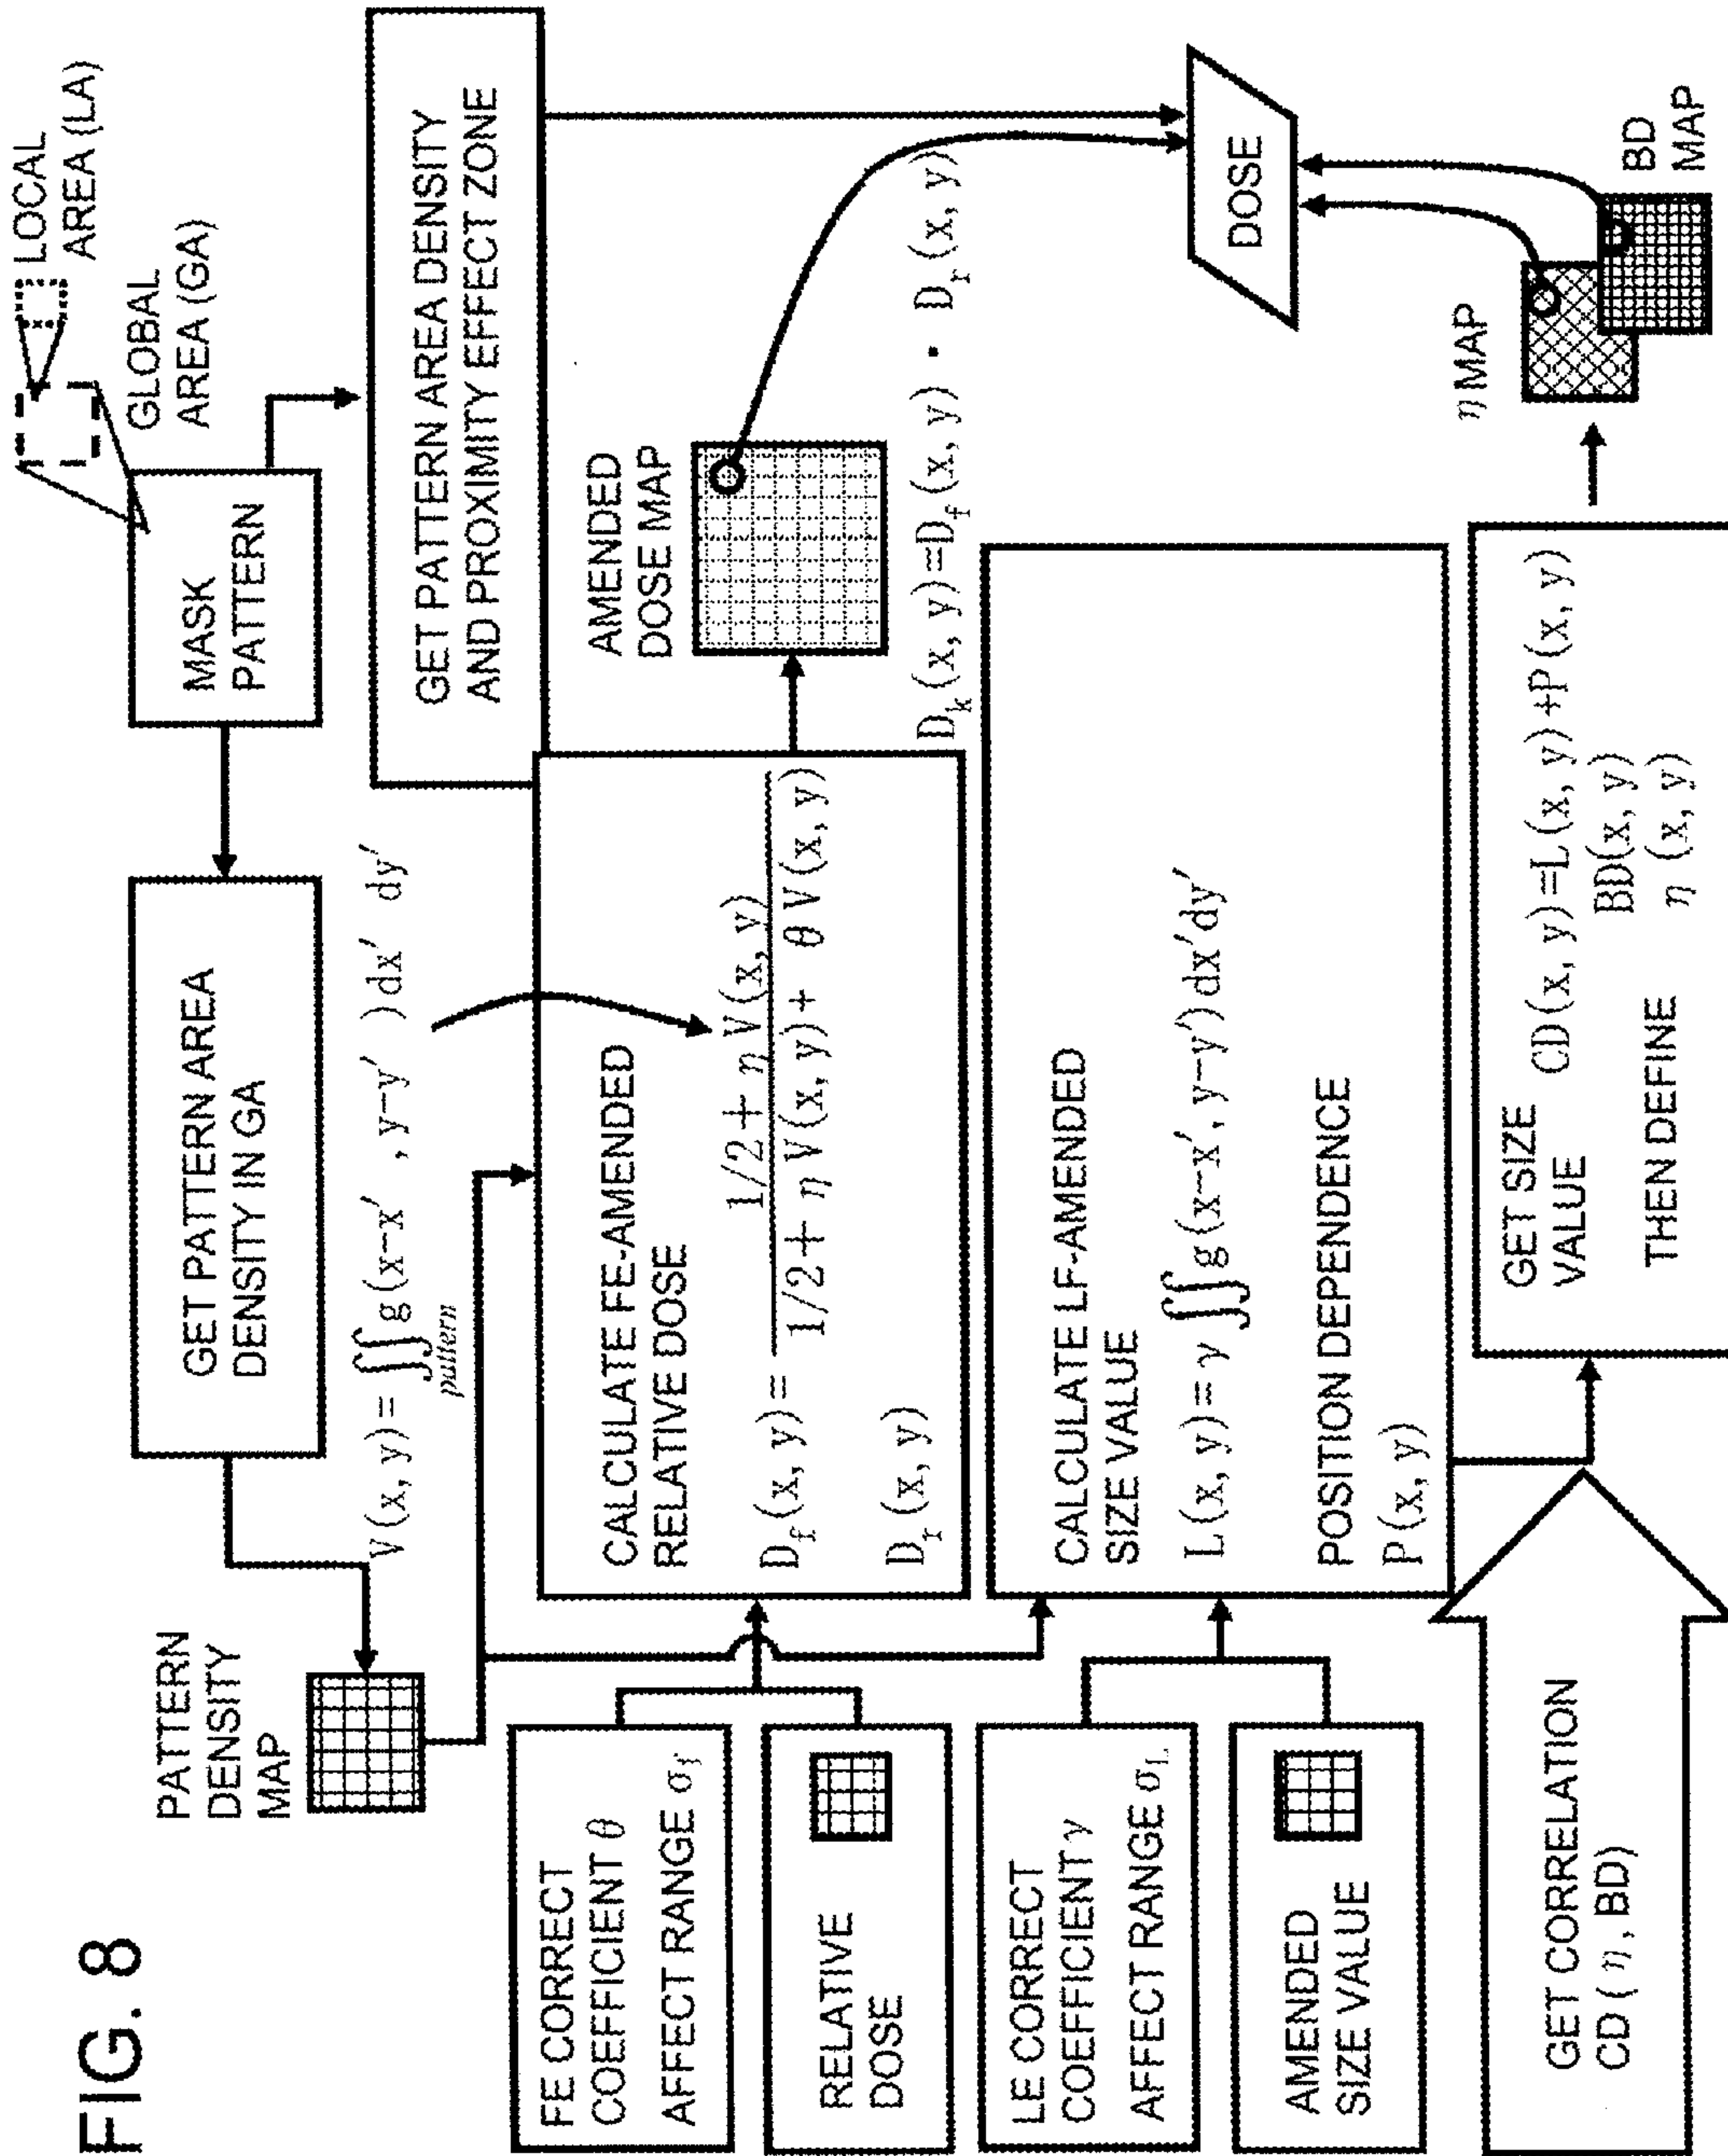 FIG. 8
LOCAL
AREA (LA)
GLOBAL
AREA (GA)
MASK
PATTERN
GET PATTERN AREA
DENSITY IN GA
PATTERN
DENSITY
MAP
V(x, y)=∬g(x-x′, y-y′)dx′ dy′
pattern
GET PATTERN AREA DENSITY
AND PROXIMITY EFFECT ZONE
FE CORRECT
COEFFICIENT θ
AFFECT RANGE σf
RELATIVE
DOSE
CALCULATE FE-AMENDED
RELATIVE DOSE
1/2+ η V(x, y)
Df(x, y)=
1/2+ η V(x, y)+ θ V(x, y)
Dr(x, y)
AMENDED
DOSE MAP
Dk(x, y)=Df(x, y) · Dr(x, y)
DOSE
LE CORRECT
COEFFICIENT γ
AFFECT RANGE σL
AMENDED
SIZE VALUE
CALCULATE LF-AMENDED
SIZE VALUE
L(x, y)=γ∬g(x-x′, y-y′)dx′dy′
POSITION DEPENDENCE
P(x, y)
GET CORRELATION
CD(η, BD)
GET SIZE
VALUE CD(x, y)=L(x, y)+P(x, y)
BD(x, y)
THEN DEFINE η (x, y)
η MAP
BD
MAP